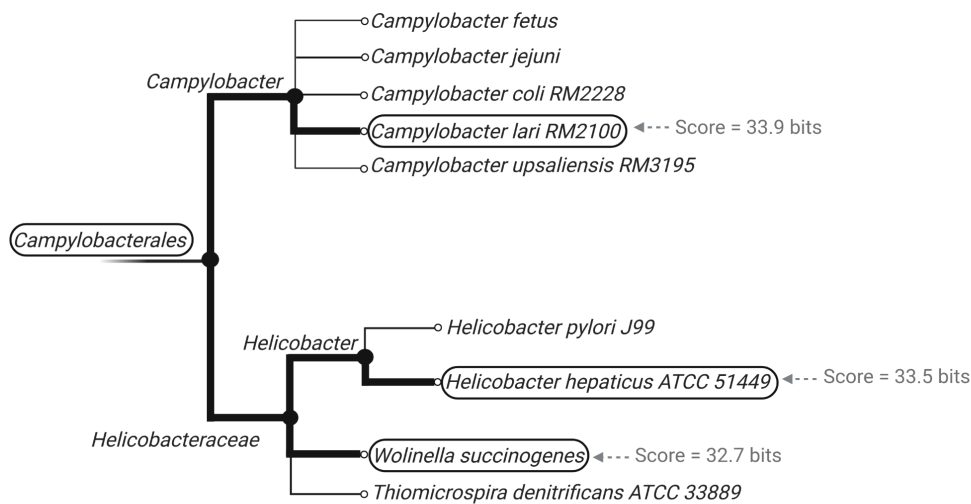 Campylobacter fetus
Campylobacter jejuni
Campylobacter
Campylobacter coli RM2228
Campylobacter lari RM2100
Score = 33.9 bits
Campylobacter upsaliensis RM3195
Campylobacterales
Helicobacter pylori J99
Helicobacter
Helicobacter hepaticus ATCC 51449
Score = 33.5 bits
Helicobacteraceae
Wolinella succinogenes
Score = 32.7 bits
Thiomicrospira denitrificans ATCC 33889